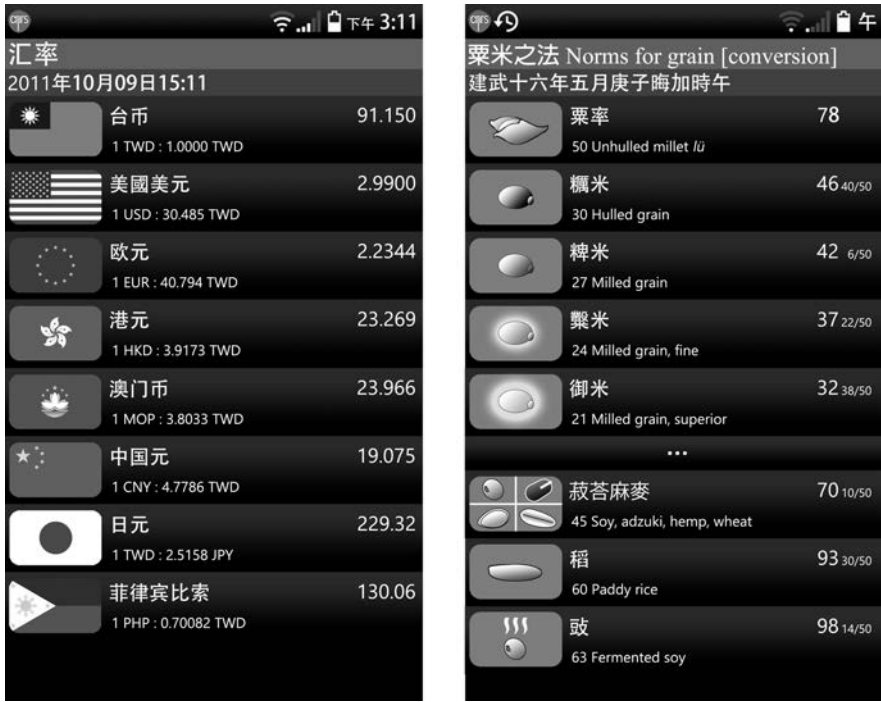 下午 3:11
汇率
2011年10月09日15:11
台币 91.150
1 TWD : 1.0000 TWD
美國美元 2.9900
1 USD : 30.485 TWD
欧元 2.2344
1 EUR : 40.794 TWD
港元 23.269
1 HKD : 3.9173 TWD
澳门币 23.966
1 MOP : 3.8033 TWD
中国元 19.075
1 CNY : 4.7786 TWD
日元 229.32
1 TWD : 2.5158 JPY
菲律宾比索 130.06
1 PHP : 0.70082 TWD
午
粟米之法 Norms for grain [conversion]
建武十六年五月庚子晦加時午
粟率 78
50 Unhulled millet lü
糲米 46 40/50
30 Hulled grain
粺米 42 6/50
27 Milled grain
糳米 37 22/50
24 Milled grain, fine
御米 32 38/50
21 Milled grain, superior
...
菽荅麻麥 70 10/50
45 Soy, adzuki, hemp, wheat
稻 93 30/50
60 Paddy rice
豉 98 14/50
63 Fermented soy